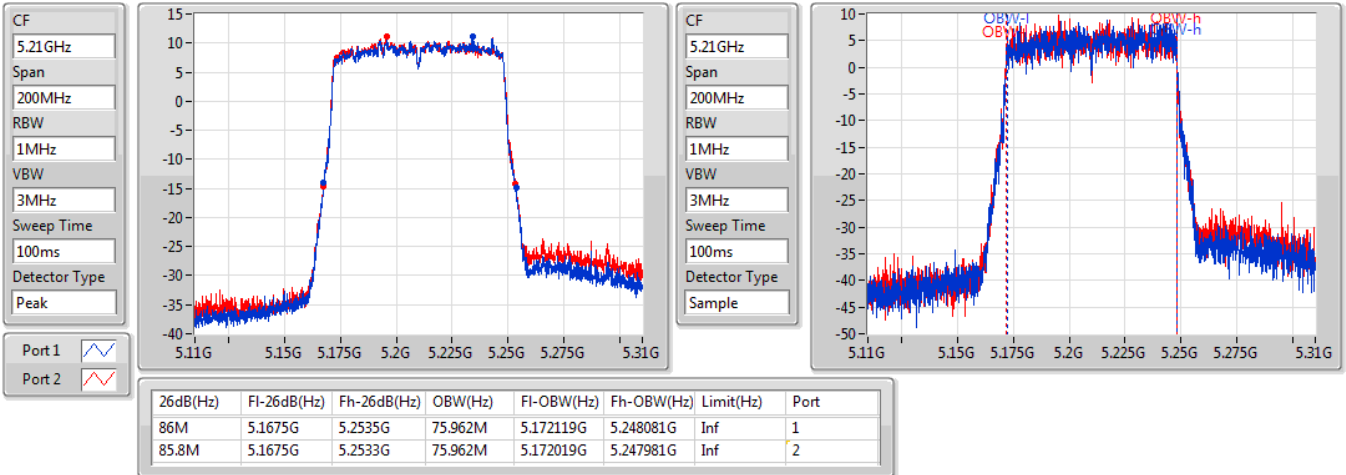 CF
5.21GHz
Span
200MHz
RBW
1MHz
VBW
3MHz
Sweep Time
100ms
Detector Type
Peak
Port 1
Port 2
15
10
5
0
-5
-10
-15
-20
-25
-30
-35
-40
5.11G 5.15G 5.175G 5.2G 5.225G 5.25G 5.275G 5.31G
CF
5.21GHz
Span
200MHz
RBW
1MHz
VBW
3MHz
Sweep Time
100ms
Detector Type
Sample
10
5
0
-5
-10
-15
-20
-25
-30
-35
-40
-45
-50
OBW-l OBW-h
5.11G 5.15G 5.175G 5.2G 5.225G 5.25G 5.275G 5.31G
26dB(Hz) Fl-26dB(Hz) Fh-26dB(Hz) OBW(Hz) Fl-OBW(Hz) Fh-OBW(Hz) Limit(Hz) Port
86M 5.1675G 5.2535G 75.962M 5.172119G 5.248081G Inf 1
85.8M 5.1675G 5.2533G 75.962M 5.172019G 5.247981G Inf 2